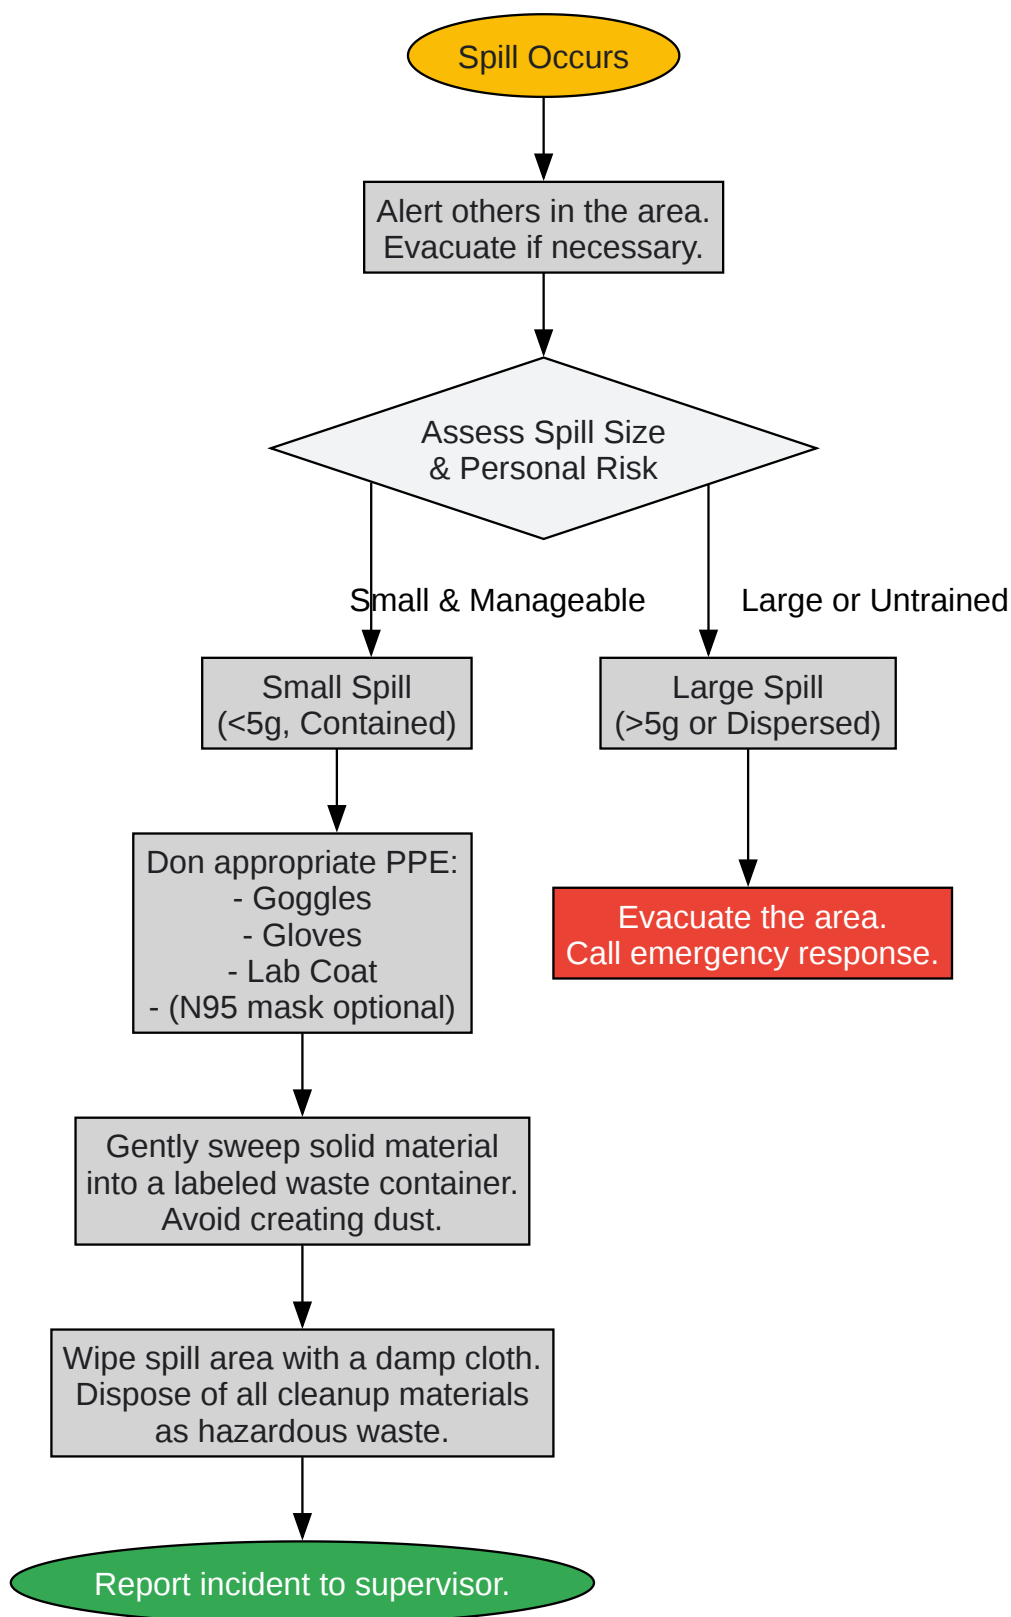 Spill Occurs
Alert others in the area.
Evacuate if necessary.
Assess Spill Size
& Personal Risk
Small & Manageable
Large or Untrained
Small Spill
(<5g, Contained)
Large Spill
(>5g or Dispersed)
Don appropriate PPE:
- Goggles
- Gloves
- Lab Coat
- (N95 mask optional)
Evacuate the area.
Call emergency response.
Gently sweep solid material
into a labeled waste container.
Avoid creating dust.
Wipe spill area with a damp cloth.
Dispose of all cleanup materials
as hazardous waste.
Report incident to supervisor.